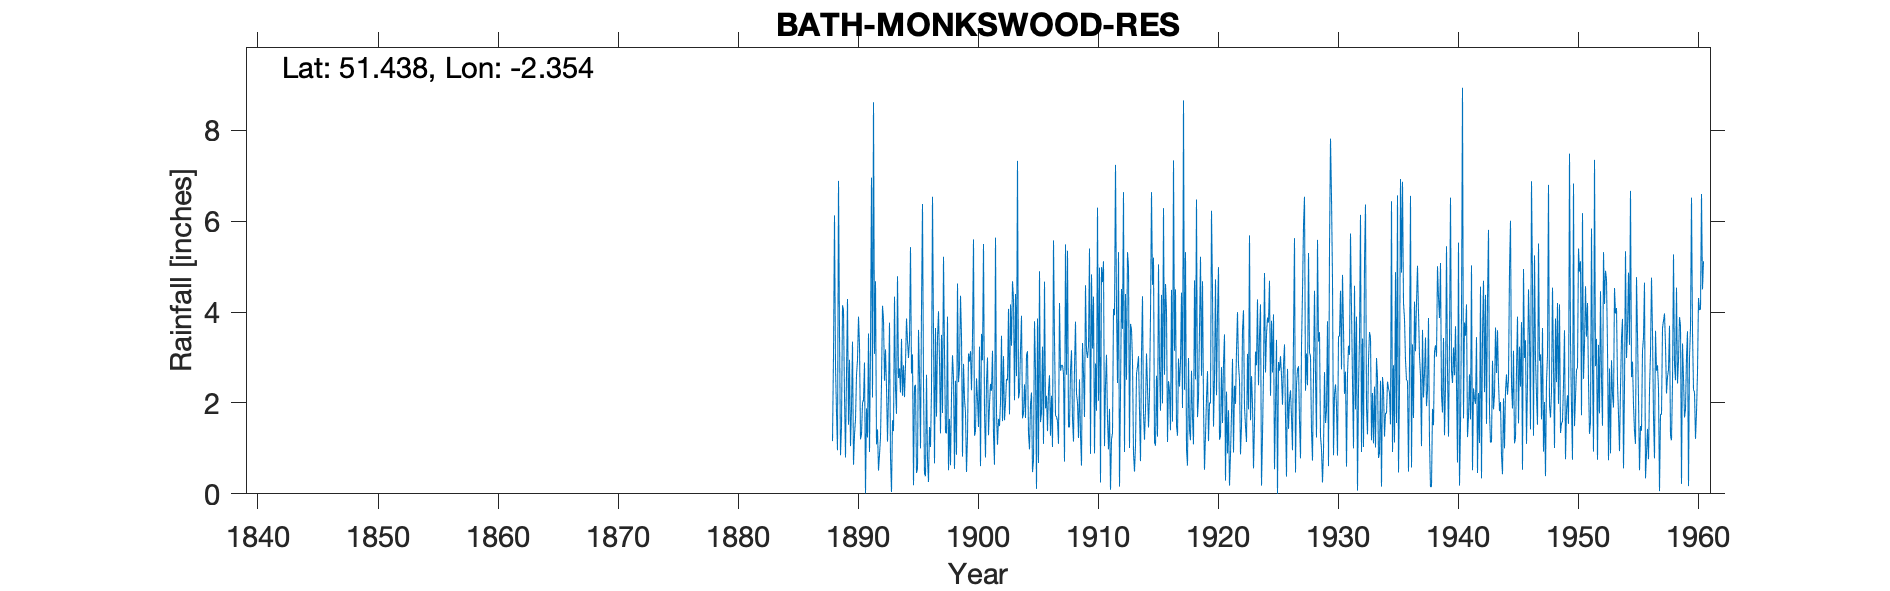 BATH-MONKSWOOD-RES
Lat: 51.438, Lon: -2.354
Rainfall [inches]
8
6
4
2
0
1840 1850 1860 1870 1880 1890 1900 1910 1920 1930 1940 1950 1960
Year